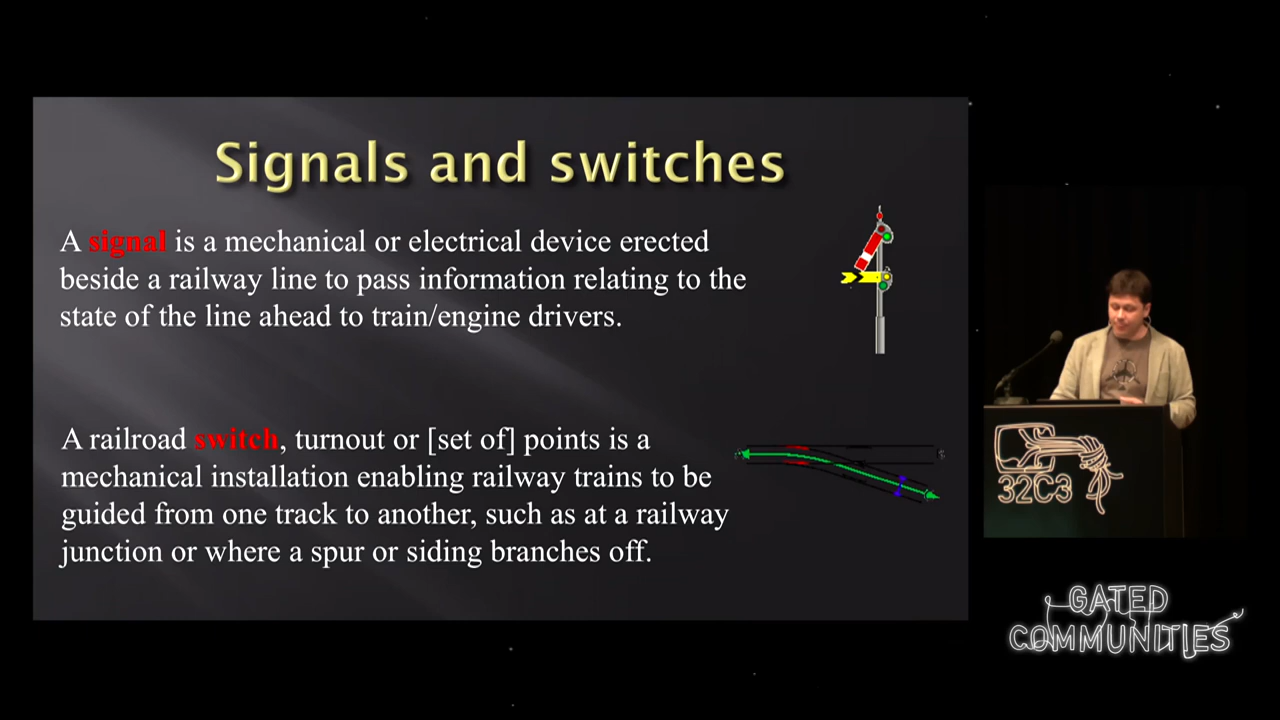 Signals and switches
A signal is a mechanical or electrical device erected
beside a railway line to pass information relating to the
state of the line ahead to train/engine drivers.
A railroad switch, turnout or [set of] points is a
mechanical installation enabling railway trains to be
guided from one track to another, such as at a railway
junction or where a spur or siding branches off.
32C3
GATED
COMMUNITIES